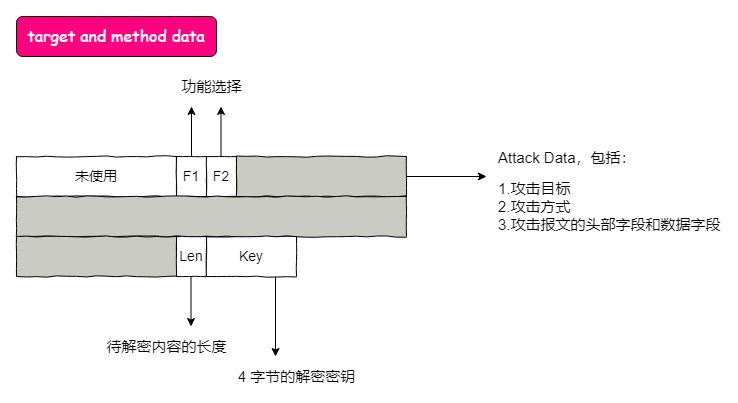 target and method data
功能选择
未使用
F1
F2
Attack Data，包括：
1.攻击目标
2.攻击方式
3.攻击报文的头部字段和数据字段
Len
Key
待解密内容的长度
4 字节的解密密钥